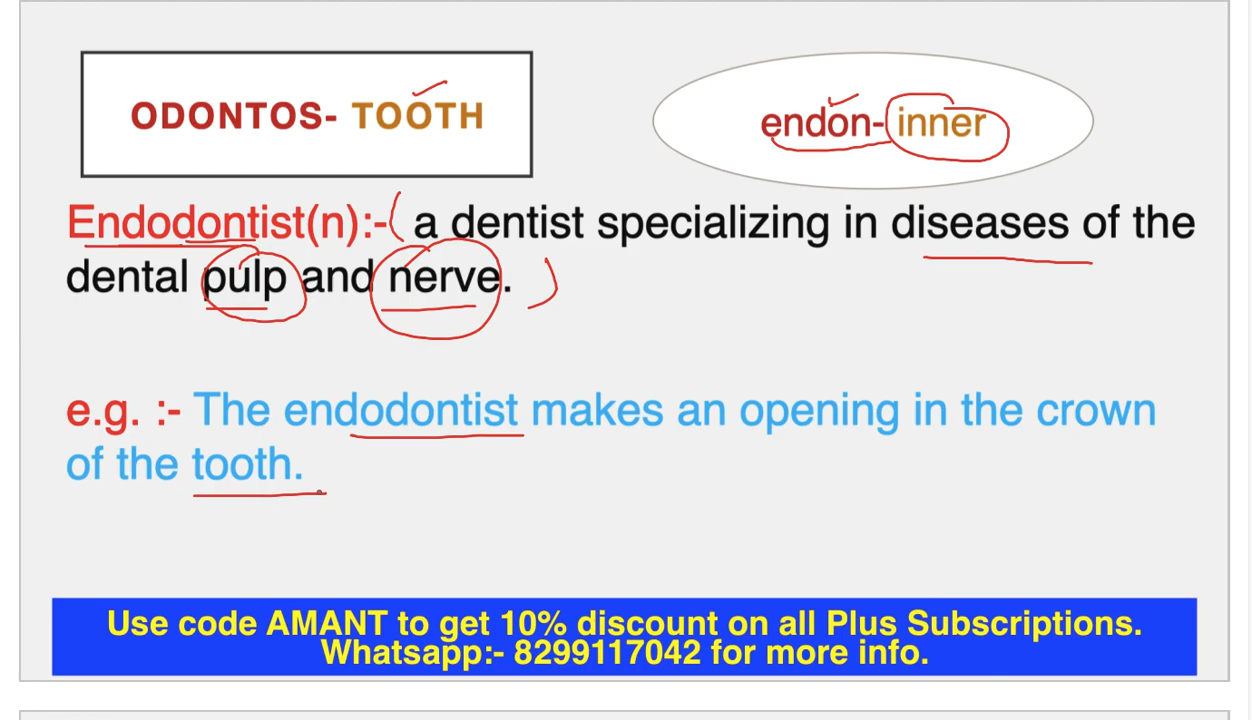 ODONTOS- TOOTH
endon- inner
Endodontist(n):- a dentist specializing in diseases of the
dental pulp and nerve.
e.g. :- The endodontist makes an opening in the crown
of the tooth.
Use code AMANT to get 10% discount on all Plus Subscriptions.
Whatsapp:- 8299117042 for more info.